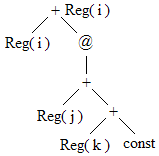 + Reg( i )
Reg( i ) @
+
Reg( j ) +
Reg( k ) const